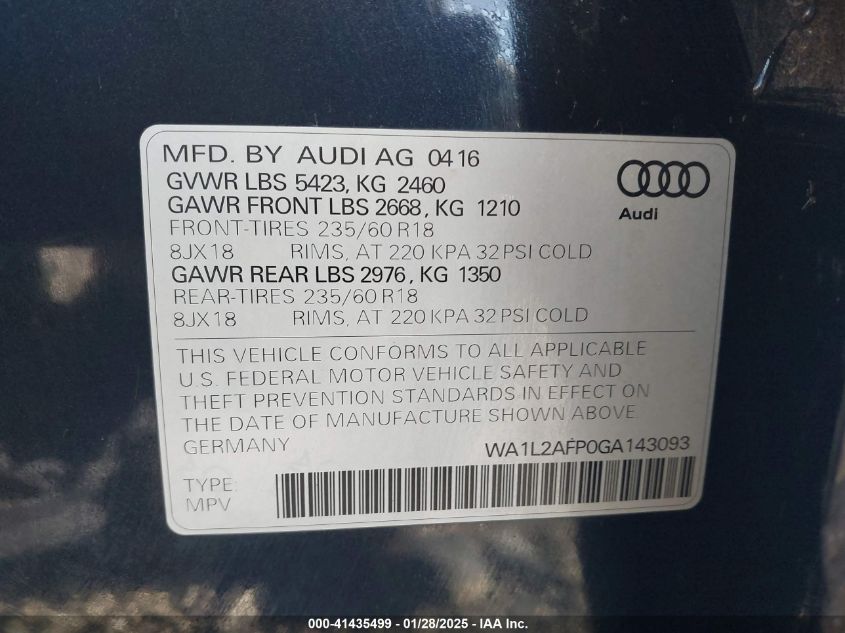 MFD. BY AUDI AG 0416
GVWR LBS 5423, KG 2460
GAWR FRONT LBS 2668, KG 1210
FRONT-TIRES 235/60 R18
8JX18 RIMS, AT 220 KPA 32 PSI COLD
GAWR REAR LBS 2976, KG 1350
REAR-TIRES 235/60 R18
8JX18 RIMS, AT 220 KPA 32 PSI COLD
Audi
THIS VEHICLE CONFORMS TO ALL APPLICABLE
U.S. FEDERAL MOTOR VEHICLE SAFETY AND
THEFT PREVENTION STANDARDS IN EFFECT ON
THE DATE OF MANUFACTURE SHOWN ABOVE.
GERMANY WA1L2AFP0GA143093
TYPE:
MPV
000-41435499 - 01/28/2025 - IAA Inc.